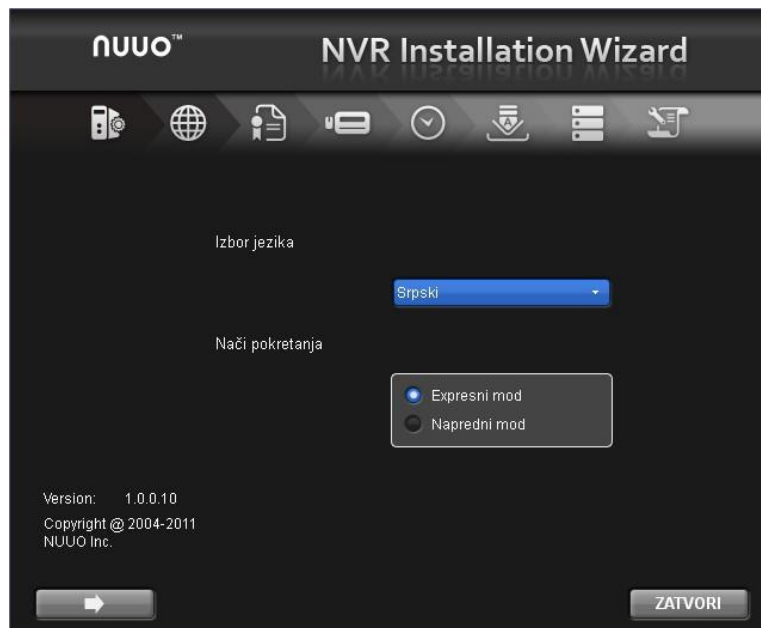 nuuo™
NVR Installation Wizard
Izbor jezika
Srpski
Nači pokretanja
Expresni mod
Napredni mod
Version: 1.0.0.10
Copyright @ 2004-2011
NUUO Inc.
ZATVORI